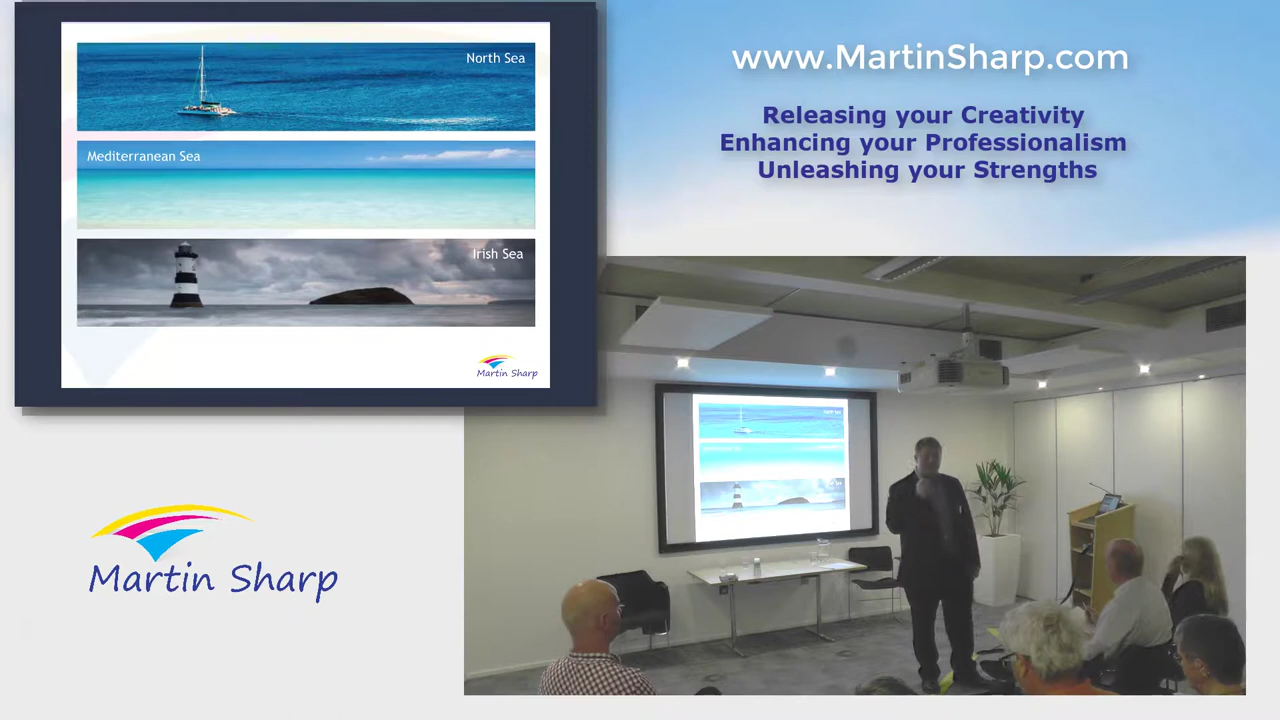 North Sea
Mediterranean Sea
Irish Sea
Martin Sharp
www.MartinSharp.com
Releasing your Creativity
Enhancing your Professionalism
Unleashing your Strengths
Martin Sharp